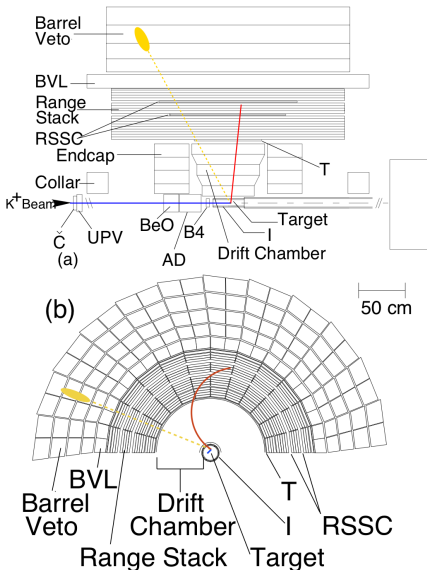 Barrel
Veto
BVL
Range
Stack
RSSC
Endcap
T
Collar
K+ Beam
Č
UPV
(a)
BeO
AD
B4
I
Target
Drift Chamber
50 cm
(b)
BVL
Barrel
Veto
Drift
Chamber
T
I
RSSC
Range Stack
Target